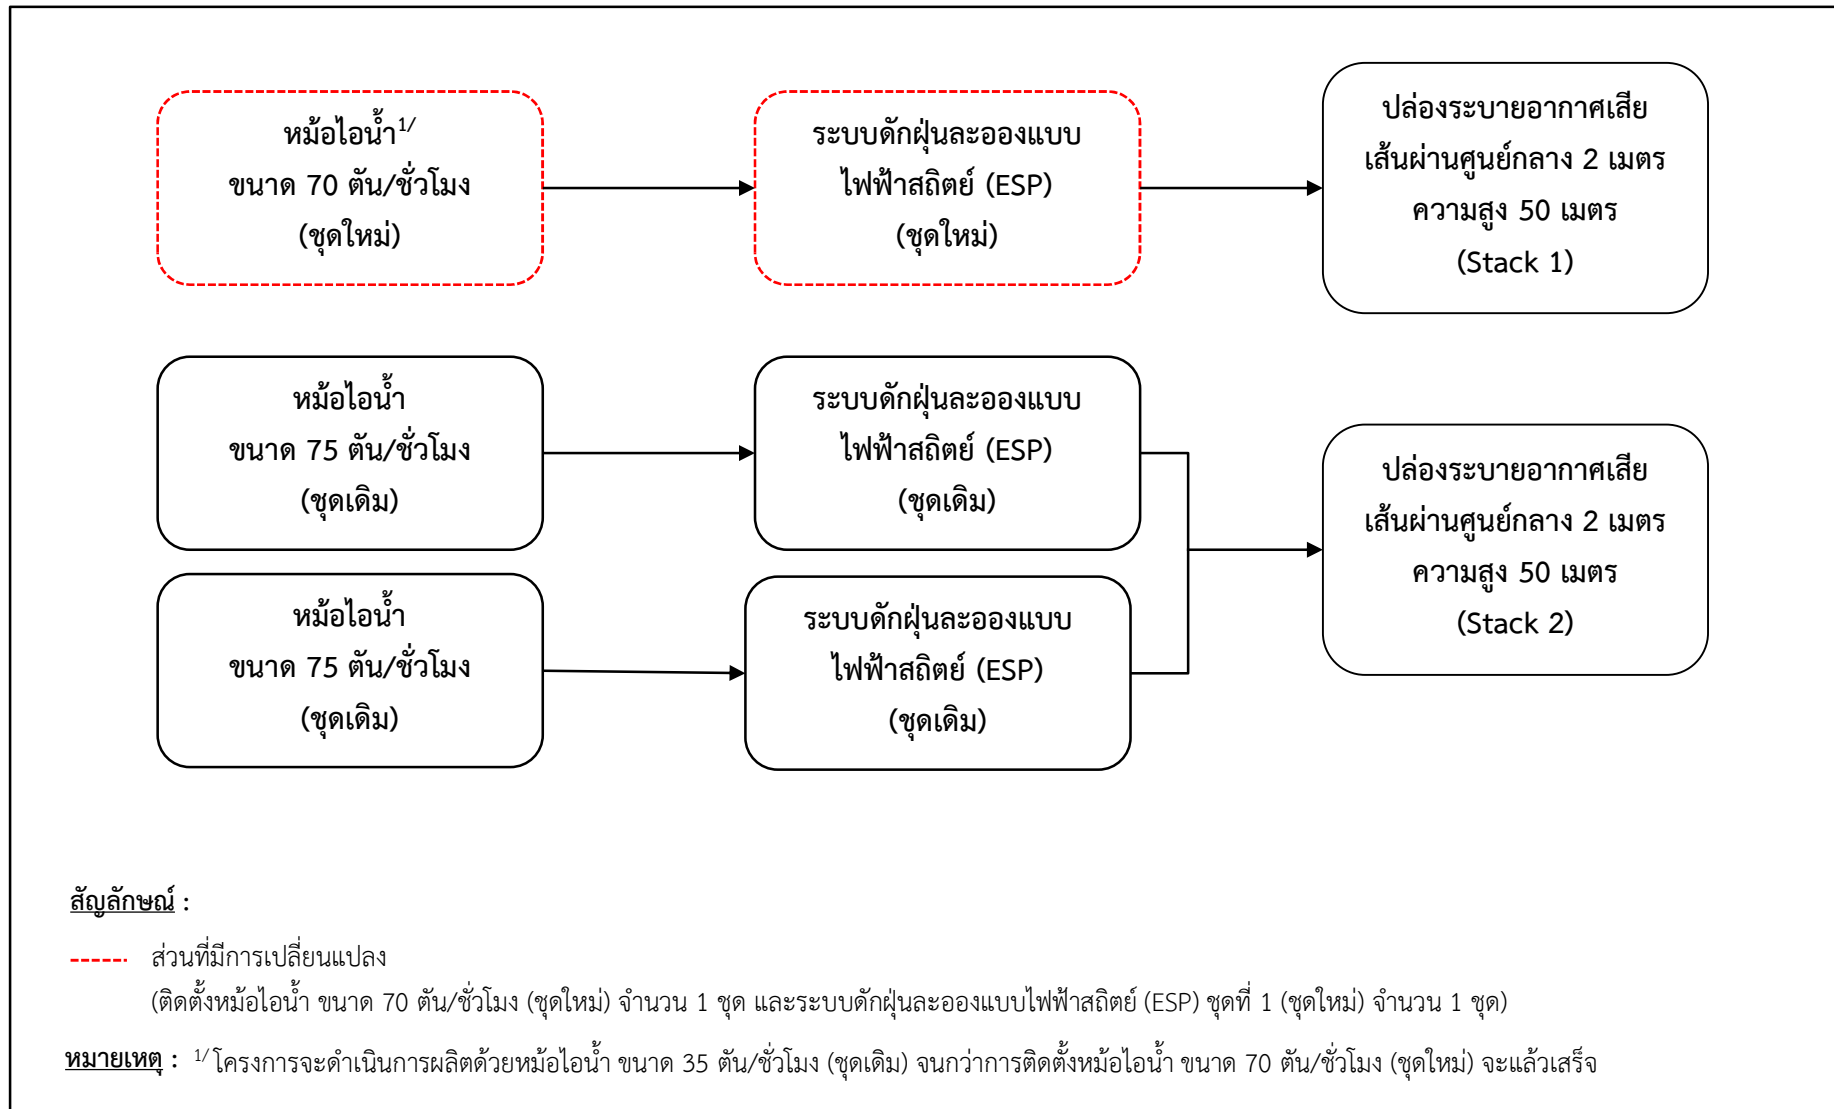 หม้อไอน้ำ1/
ขนาด 70 ตัน/ชั่วโมง
(ชุดใหม่)
ระบบดักฝุ่นละอองแบบ
ไฟฟ้าสถิตย์ (ESP)
(ชุดใหม่)
ปล่องระบายอากาศเสีย
เส้นผ่านศูนย์กลาง 2 เมตร
ความสูง 50 เมตร
(Stack 1)
หม้อไอน้ำ
ขนาด 75 ตัน/ชั่วโมง
(ชุดเดิม)
ระบบดักฝุ่นละอองแบบ
ไฟฟ้าสถิตย์ (ESP)
(ชุดเดิม)
หม้อไอน้ำ
ขนาด 75 ตัน/ชั่วโมง
(ชุดเดิม)
ระบบดักฝุ่นละอองแบบ
ไฟฟ้าสถิตย์ (ESP)
(ชุดเดิม)
ปล่องระบายอากาศเสีย
เส้นผ่านศูนย์กลาง 2 เมตร
ความสูง 50 เมตร
(Stack 2)
สัญลักษณ์ :
ส่วนที่มีการเปลี่ยนแปลง
(ติดตั้งหม้อไอน้ำ ขนาด 70 ตัน/ชั่วโมง (ชุดใหม่) จำนวน 1 ชุด และระบบดักฝุ่นละอองแบบไฟฟ้าสถิตย์ (ESP) ชุดที่ 1 (ชุดใหม่) จำนวน 1 ชุด)
หมายเหตุ : 1/ โครงการจะดำเนินการผลิตด้วยหม้อไอน้ำ ขนาด 35 ตัน/ชั่วโมง (ชุดเดิม) จนกว่าการติดตั้งหม้อไอน้ำ ขนาด 70 ตัน/ชั่วโมง (ชุดใหม่) จะแล้วเสร็จ